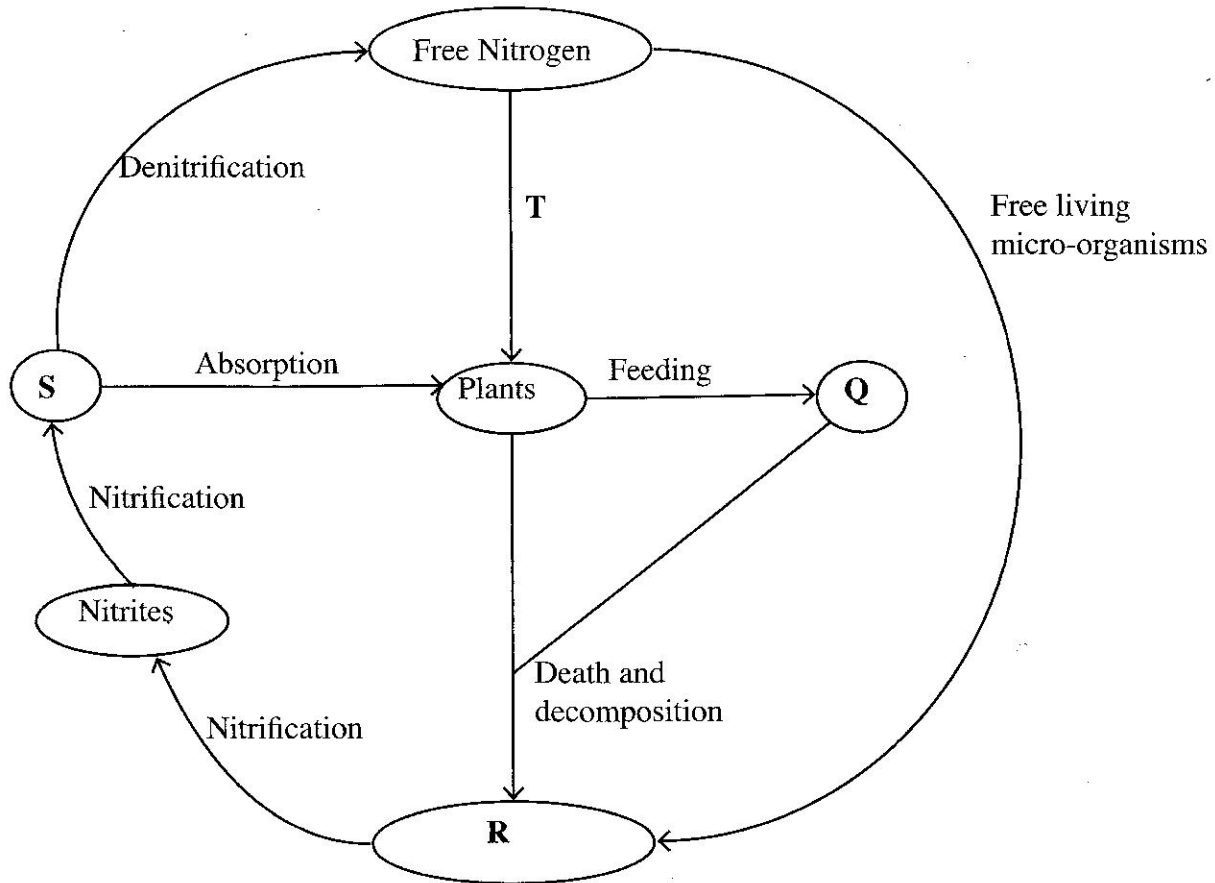 Free Nitrogen
Denitrification
T
Free living
micro-organisms
S
Absorption
Plants
Feeding
Q
Nitrification
Nitrites
Death and
decomposition
Nitrification
R